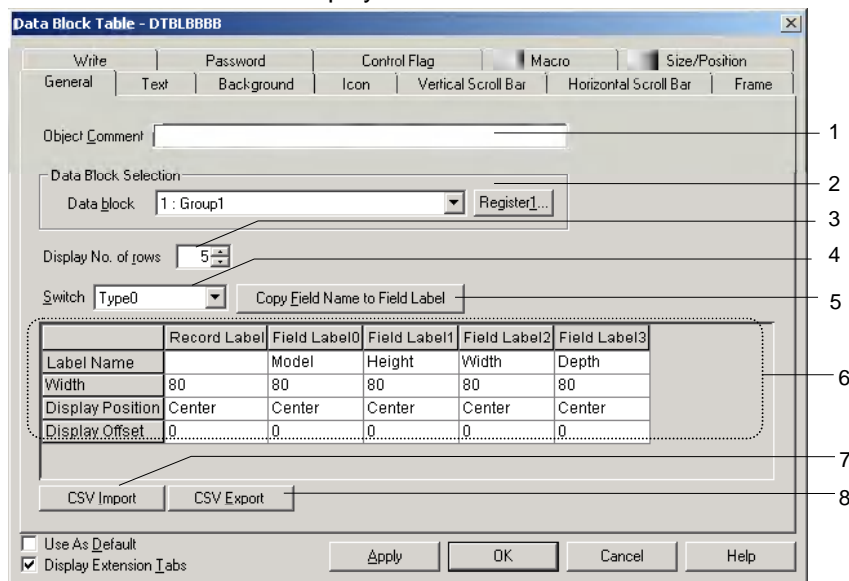 Data Block Table - DTBLBBBB
Write Password Control Flag Macro Size/Position
General Text Background Icon Vertical Scroll Bar Horizontal Scroll Bar Frame
Object Comment 1
Data Block Selection 2
Data block 1 : Group1 Register1...
3
Display No. of rows 5
4
Switch Type0 Copy Field Name to Field Label 5
Record Label Field Label0 Field Label1 Field Label2 Field Label3
Label Name Model Height Width Depth
6
Width 80 80 80 80 80
Display Position Center Center Center Center Center
Display Offset 0 0 0 0 0
7
CSV Import CSV Export 8
Use As Default
Display Extension Tabs
Apply OK Cancel Help